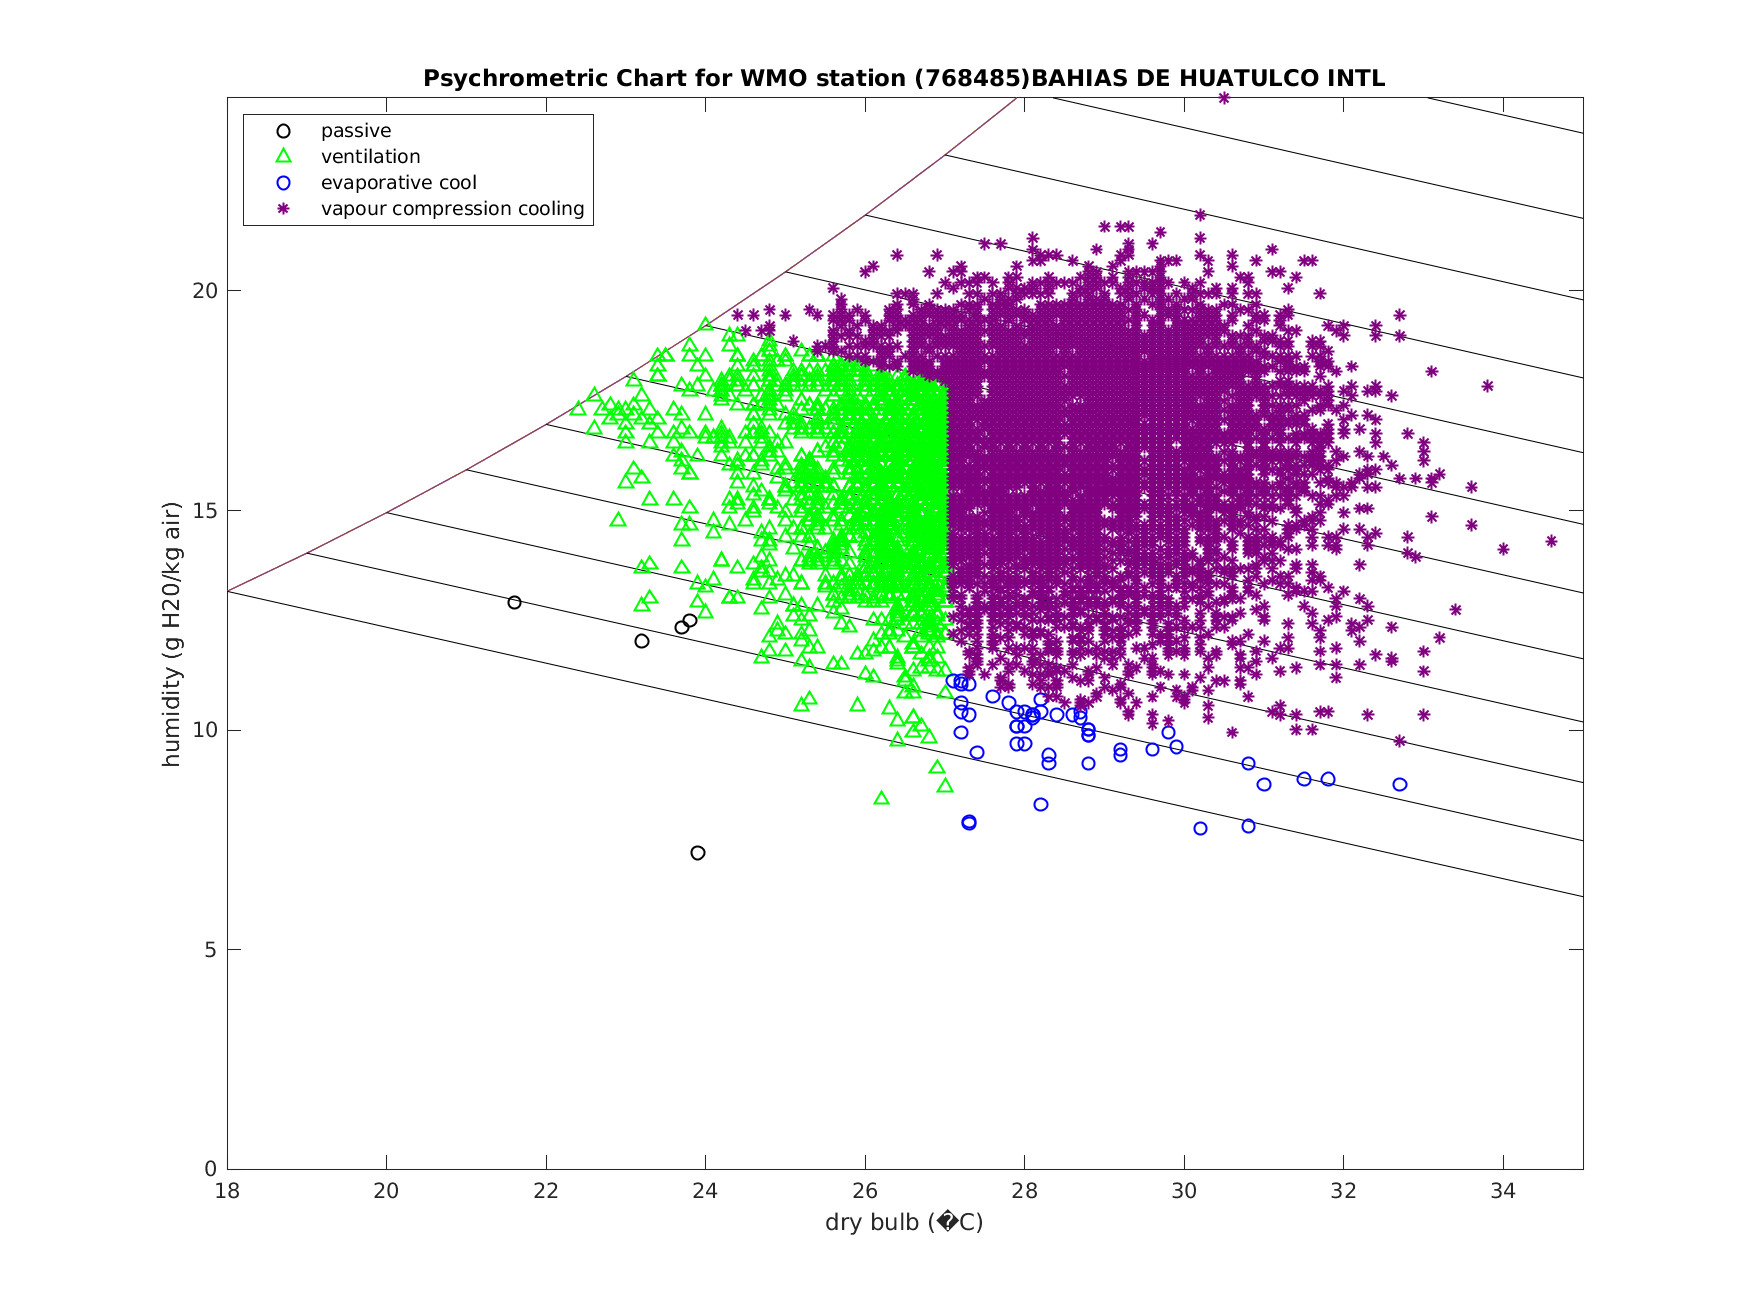 Psychrometric Chart for WMO station (768485)BAHIAS DE HUATULCO INTL
passive
ventilation
evaporative cool
vapour compression cooling
humidity (g H20/kg air)
20
15
10
5
0
18 20 22 24 26 28 30 32 34
dry bulb (�C)